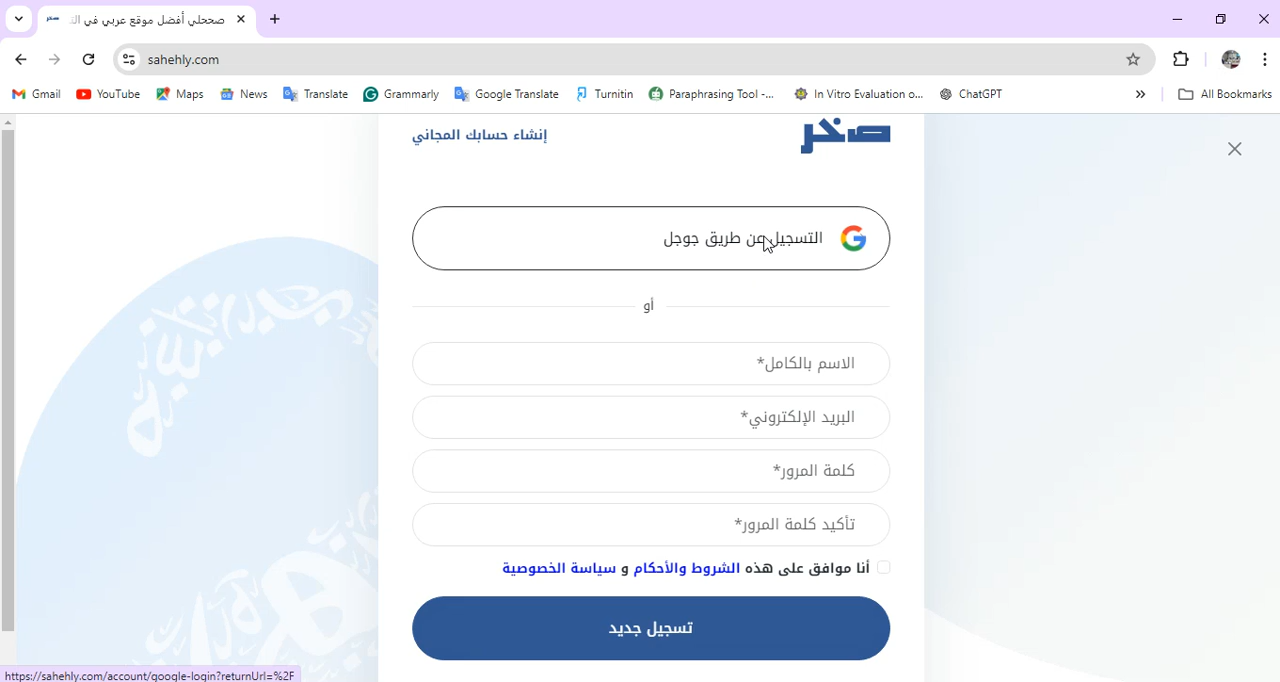 صححلي أفضل موقع عربي في الـ
sahehly.com
Gmail
YouTube
Maps
News
Translate
Grammarly
Google Translate
Turnitin
Paraphrasing Tool -...
In Vitro Evaluation o...
ChatGPT
»
All Bookmarks
صخر
إنشاء حسابك المجاني
التسجيل عن طريق جوجل
أو
الاسم بالكامل*
البريد الإلكتروني*
كلمة المرور*
تأكيد كلمة المرور*
أنا موافق على هذه الشروط والأحكام و سياسة الخصوصية
تسجيل جديد
https://sahehly.com/account/google-login?returnUrl=%2F